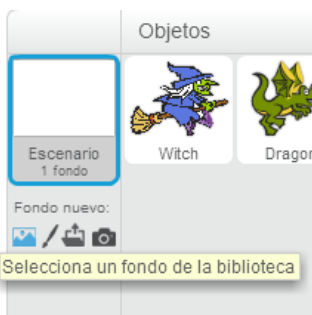 Objetos
Escenario
1 fondo
Witch
Dragon
Fondo nuevo:
Selecciona un fondo de la biblioteca